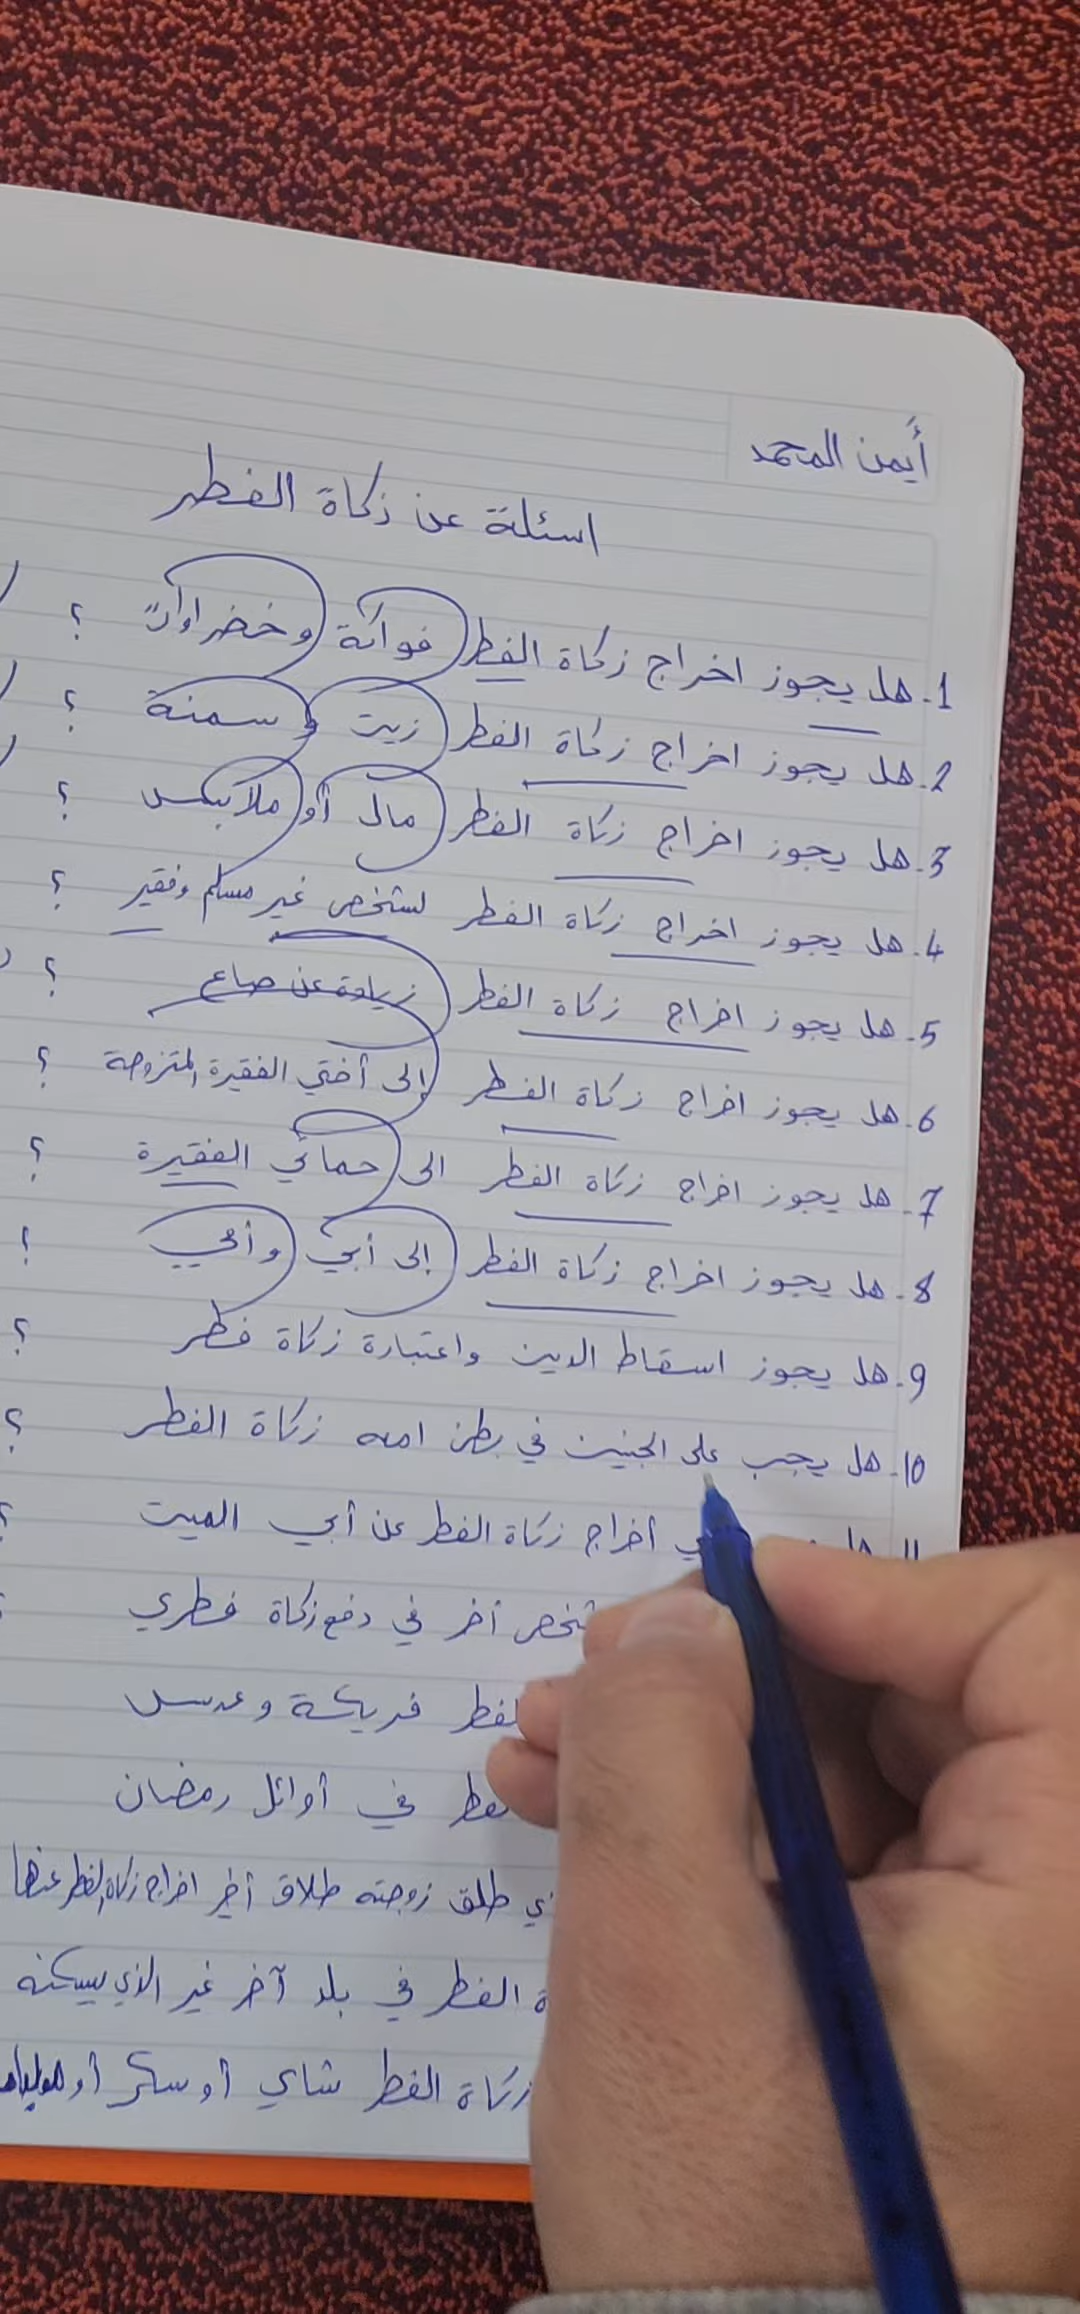 أيمن المحمد
اسئلة عن زكاة الفطر
1. هل يجوز اخراج زكاة الفطر فواكة وخضراوات ؟
2. هل يجوز اخراج زكاة الفطر زيت و سمنة ؟
3. هل يجوز اخراج زكاة الفطر مال أو ملابس ؟
4. هل يجوز اخراج زكاة الفطر لشخص غير مسلم وفقير ؟
5. هل يجوز اخراج زكاة الفطر زيادة عن صاع ؟
6. هل يجوز اخراج زكاة الفطر إلى أختي الفقيرة المتزوجة ؟
7. هل يجوز اخراج زكاة الفطر الى حماتي الفقيرة ؟
8. هل يجوز اخراج زكاة الفطر إلى أبي وأمي ؟
9. هل يجوز اسقاط الدين واعتبارة زكاة فطر ؟
10. هل يجب على الجنين في بطن امه زكاة الفطر ؟
11. هل أخراج زكاة الفطر عن أبي الميت ؟
شخص أخر في دفع زكاة فطري
الفطر فريكة وعدس
الفطر في أوائل رمضان
طلق زوجته طلاق أخراج زكاة الفطر عنها
الفطر في بلد آخر غير الذي يسكنه
زكاة الفطر شاي أو سكر أو